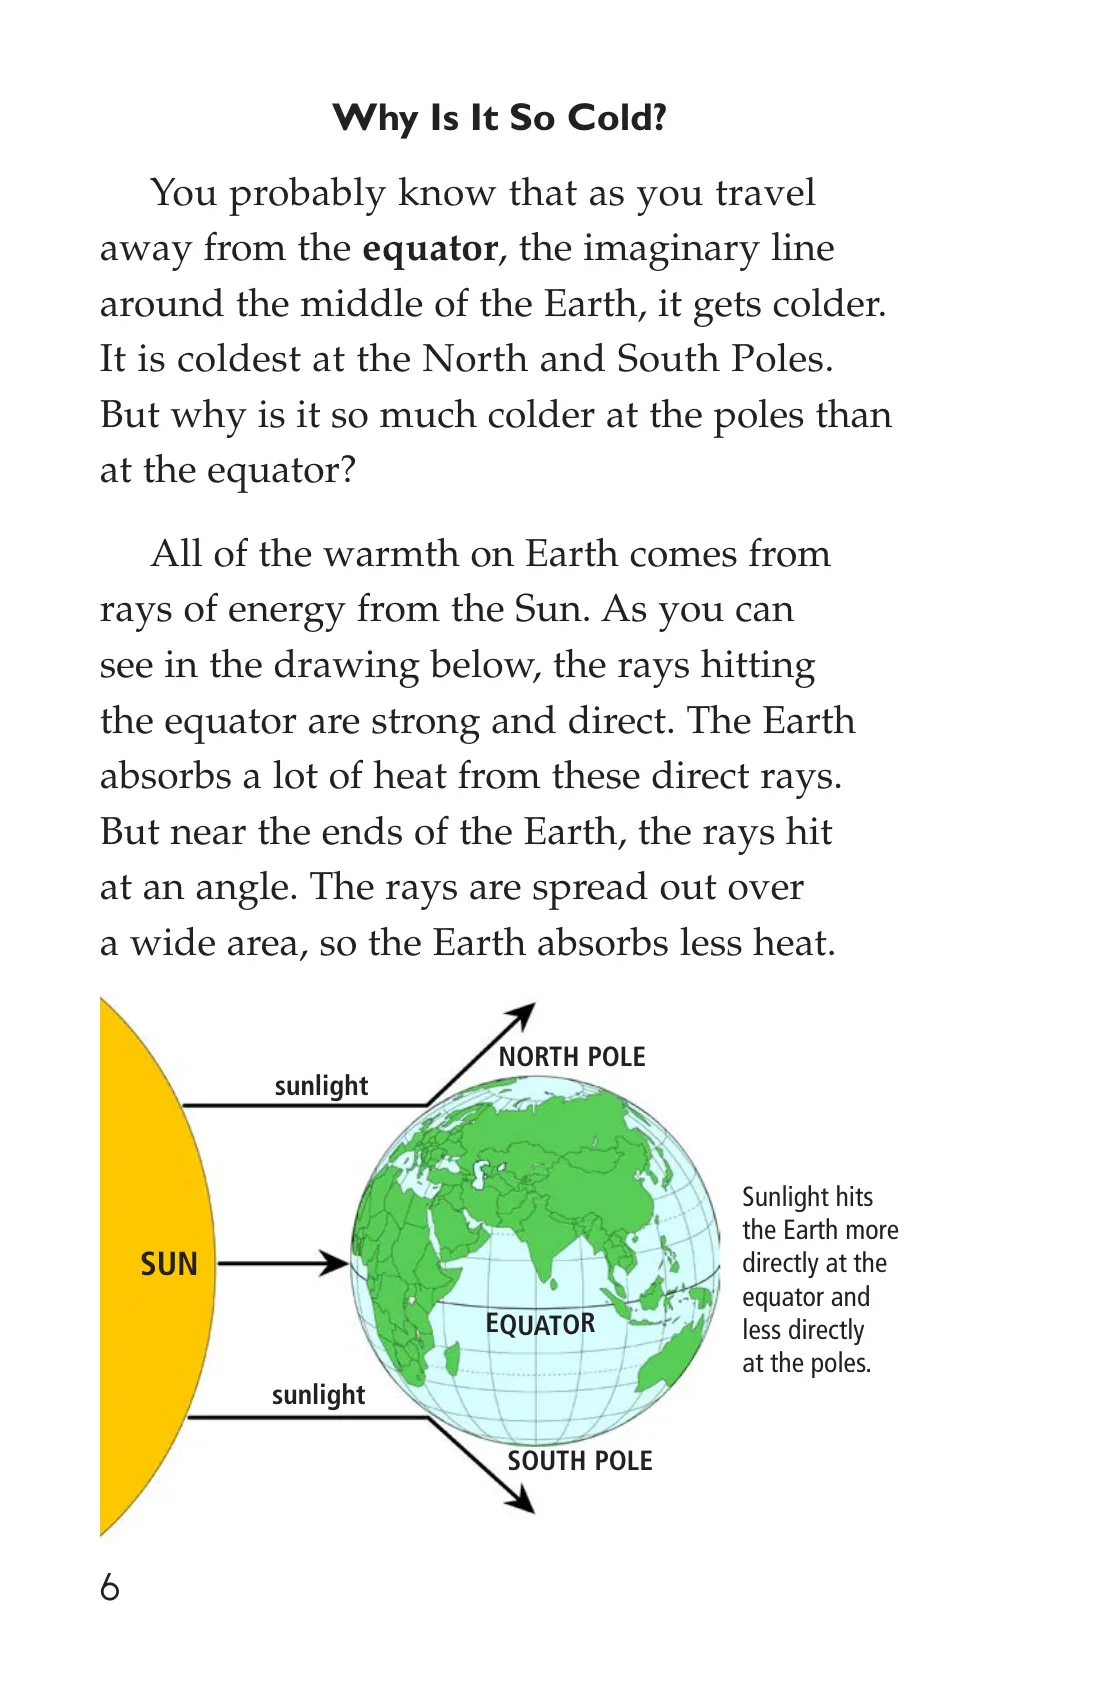 Why Is It So Cold?
You probably know that as you travel
away from the equator, the imaginary line
around the middle of the Earth, it gets colder.
It is coldest at the North and South Poles.
But why is it so much colder at the poles than
at the equator?
All of the warmth on Earth comes from
rays of energy from the Sun. As you can
see in the drawing below, the rays hitting
the equator are strong and direct. The Earth
absorbs a lot of heat from these direct rays.
But near the ends of the Earth, the rays hit
at an angle. The rays are spread out over
a wide area, so the Earth absorbs less heat.
NORTH POLE
sunlight
SUN
EQUATOR
sunlight
SOUTH POLE
Sunlight hits
the Earth more
directly at the
equator and
less directly
at the poles.
6